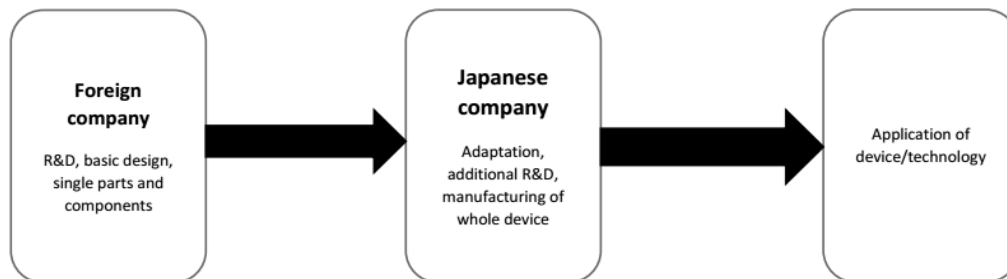 Foreign
company
R&D, basic design,
single parts and
components
Japanese
company
Adaptation,
additional R&D,
manufacturing of
whole device
Application of
device/technology